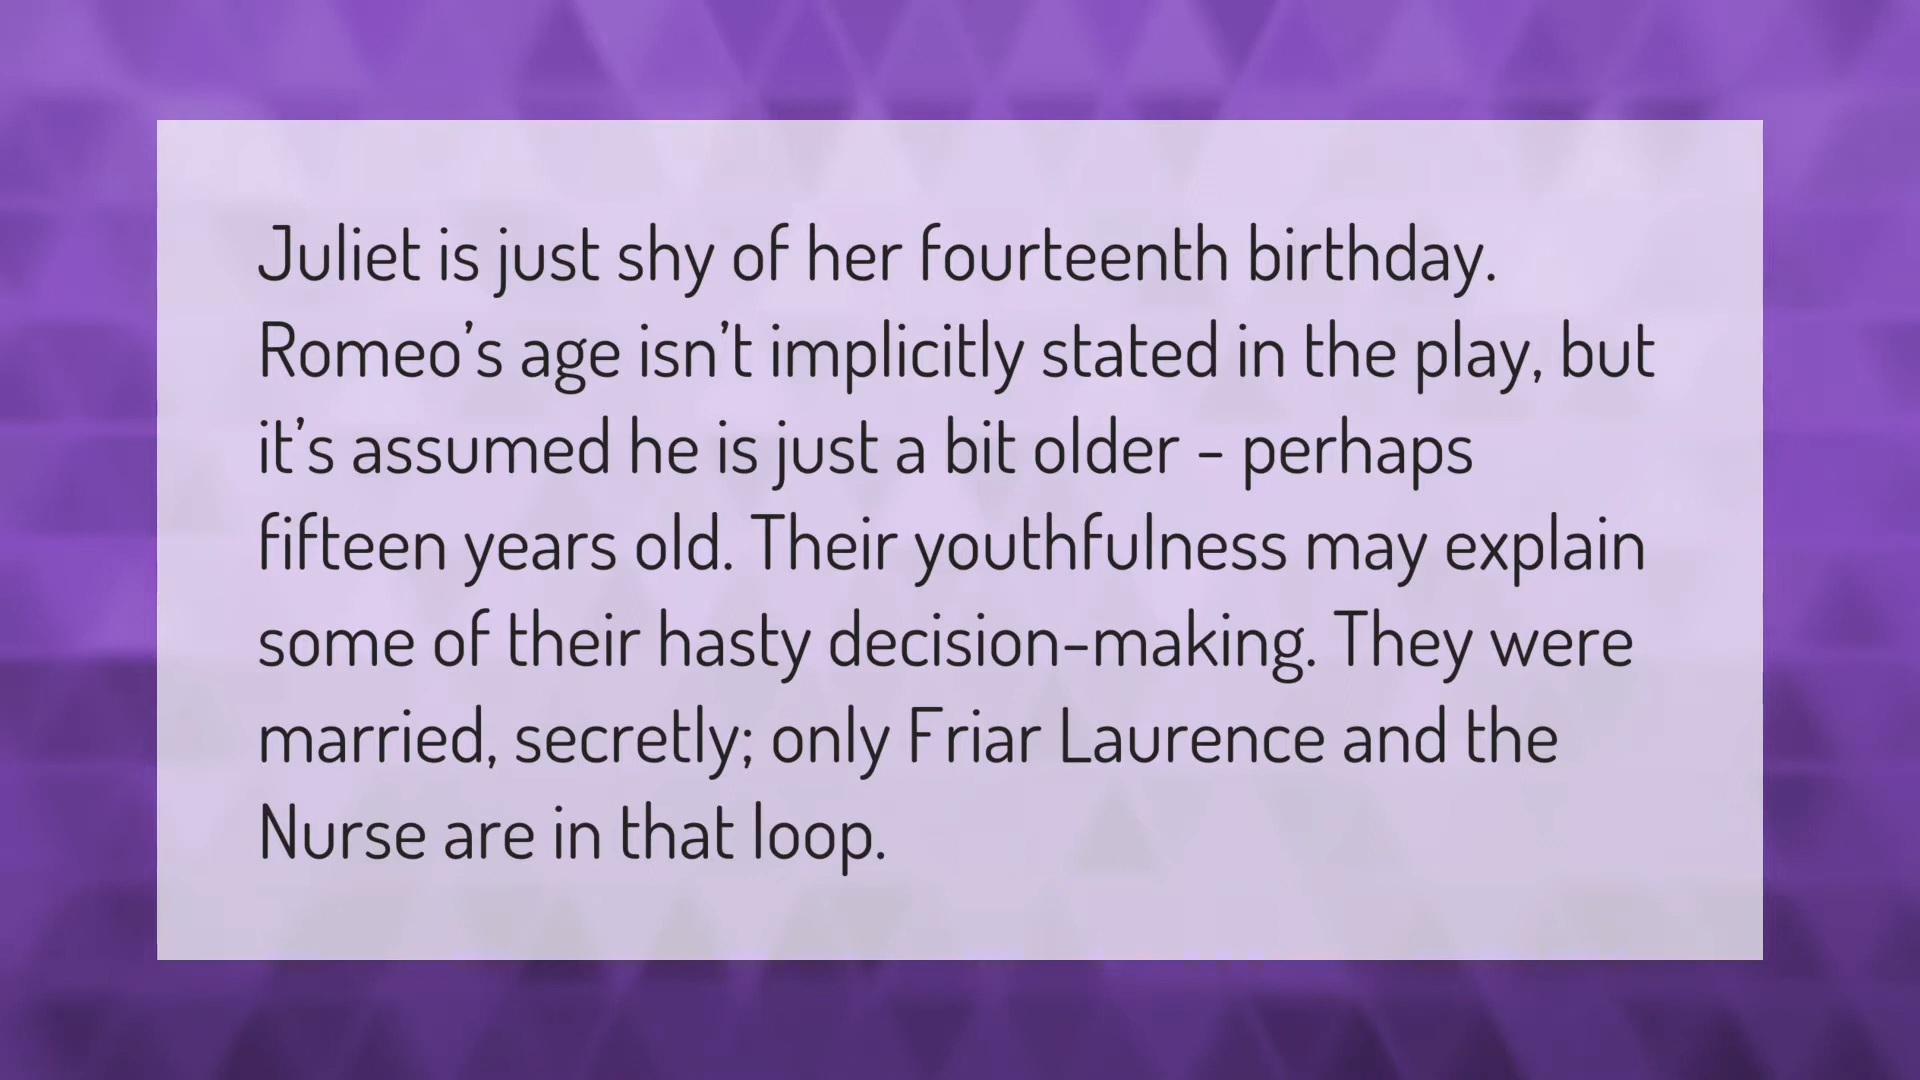 Juliet is just shy of her fourteenth birthday.
Romeo’s age isn’t implicitly stated in the play, but
it’s assumed he is just a bit older - perhaps
fifteen years old. Their youthfulness may explain
some of their hasty decision-making. They were
married, secretly; only Friar Laurence and the
Nurse are in that loop.